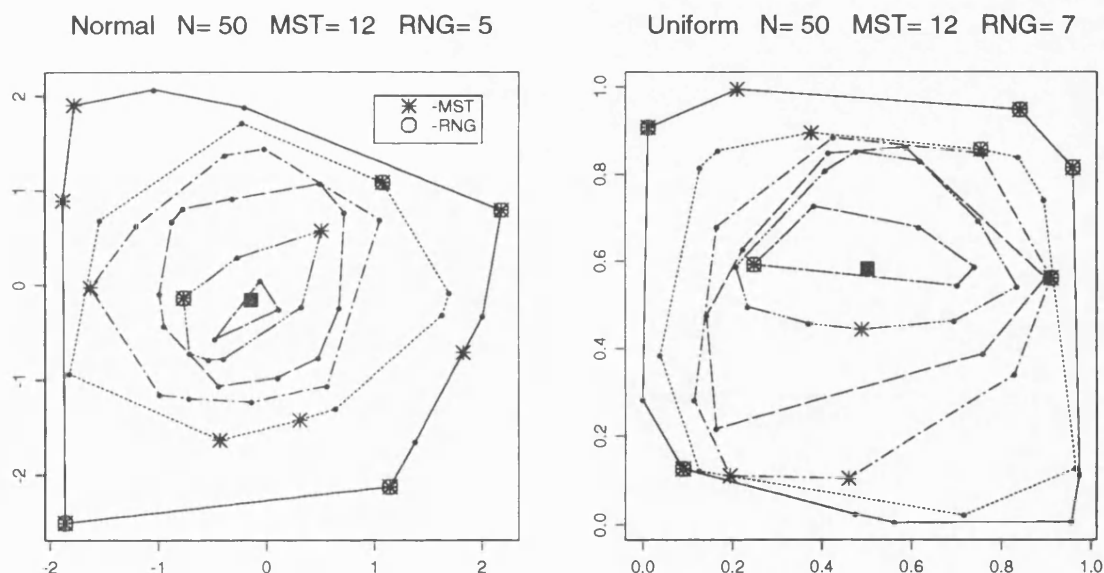 Normal N= 50 MST= 12 RNG= 5
-MST
-RNG
2
1
0
-1
-2
-2 -1 0 1 2
Uniform N= 50 MST= 12 RNG= 7
1.0
0.8
0.6
0.4
0.2
0.0
0.0 0.2 0.4 0.6 0.8 1.0